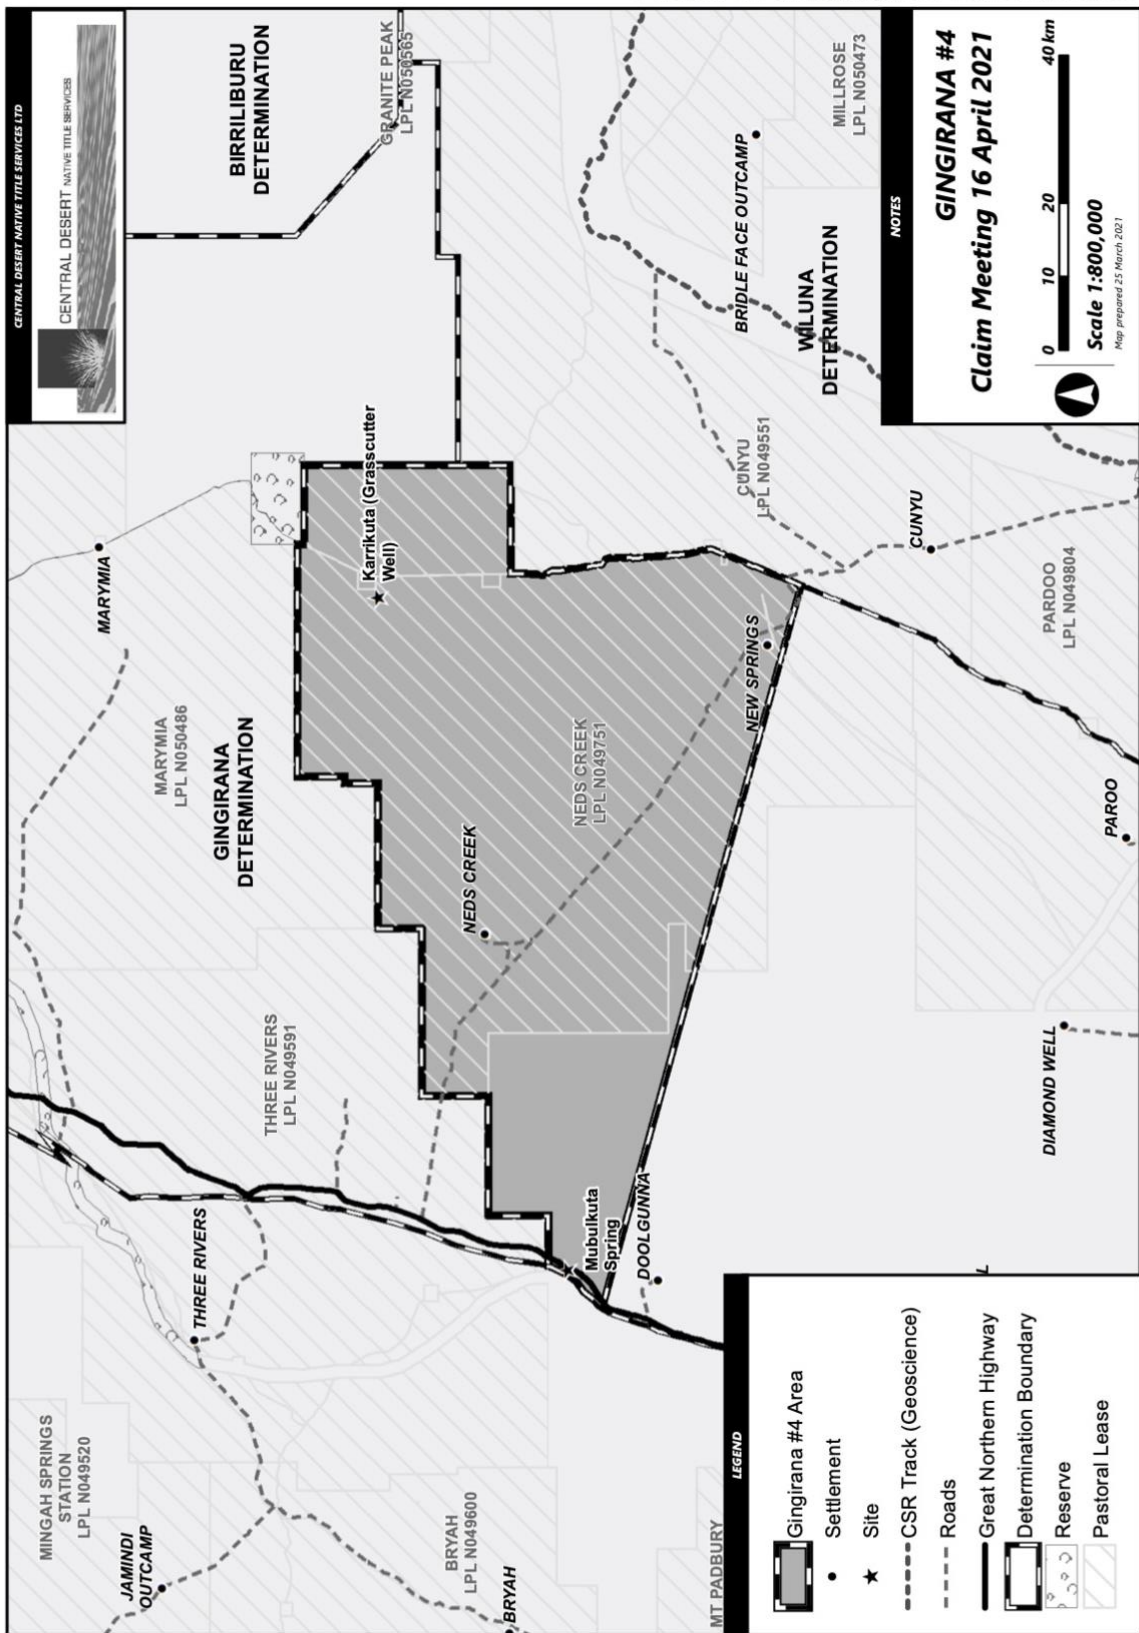 CENTRAL DESERT NATIVE TITLE SERVICES LTD
CENTRAL DESERT NATIVE TITLE SERVICES
MINGAH SPRINGS
STATION
LPL N049520
JAMINDI
OUTCAMP
THREE RIVERS
THREE RIVERS
LPL N049591
MARYMIA
LPL N050486
MARYMIA
GINGIRANA
DETERMINATION
BIRRILIBURU
DETERMINATION
GRANITE PEAK
LPL N050565
Karrikuta (Grasscutter
Well)
NEDS CREEK
BRYAH
LPL N049600
BRYAH
Mubulkuta
Spring
DOOLGUNNA
NEDS CREEK
LPL N049751
NEW SPRINGS
CUNYU
LPL N049551
BRIDLE FACE OUTCAMP
WILUNA
DETERMINATION
MILLROSE
LPL N050473
CUNYU
PARDOO
LPL N049804
PAROO
DIAMOND WELL
MT PADBURY
L
LEGEND
Gingirana #4 Area
Settlement
Site
CSR Track (Geoscience)
Roads
Great Northern Highway
Determination Boundary
Reserve
Pastoral Lease
NOTES
GINGIRANA #4
Claim Meeting 16 April 2021
0 10 20 40 km
Scale 1:800,000
Map prepared 25 March 2021